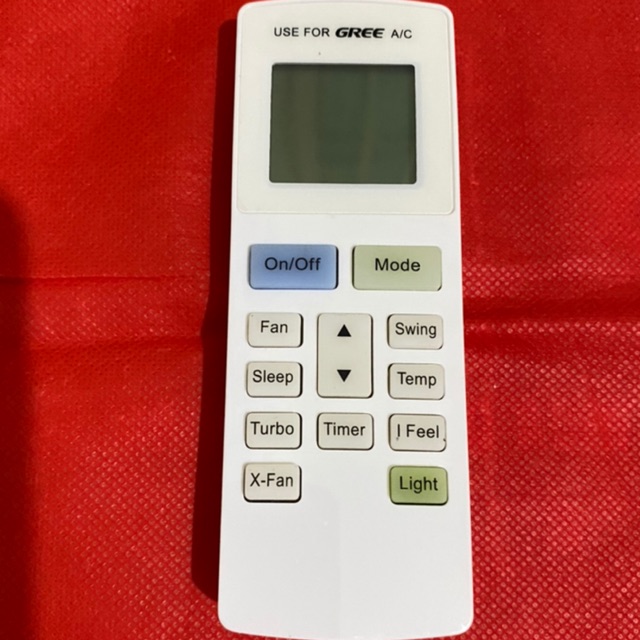 USE FOR GREE A/C
On/Off Mode
Fan ▲ Swing
Sleep ▼ Temp
Turbo Timer I Feel
X-Fan Light